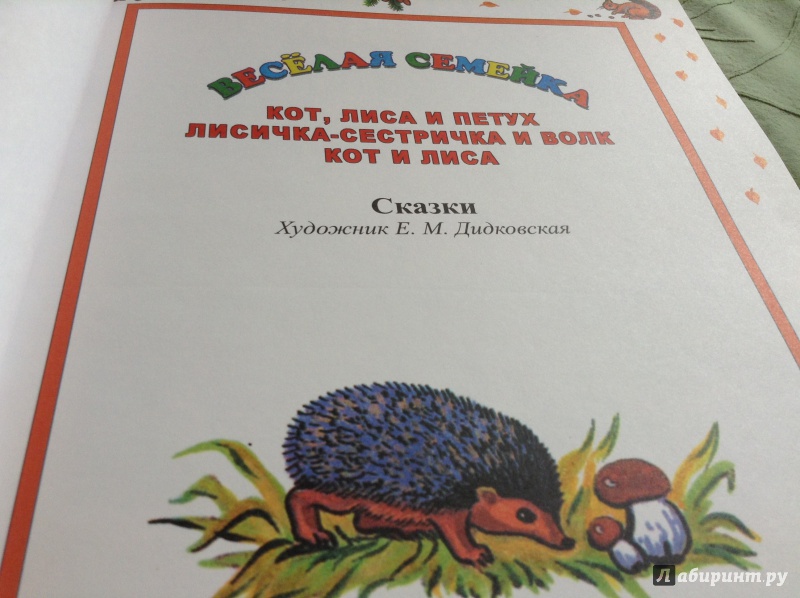 ВЕСЁЛАЯ СЕМЕЙКА
КОТ, ЛИСА И ПЕТУХ
ЛИСИЧКА-СЕСТРИЧКА И ВОЛК
КОТ И ЛИСА
Сказки
Художник Е. М. Дидковская
Лабиринт.ру